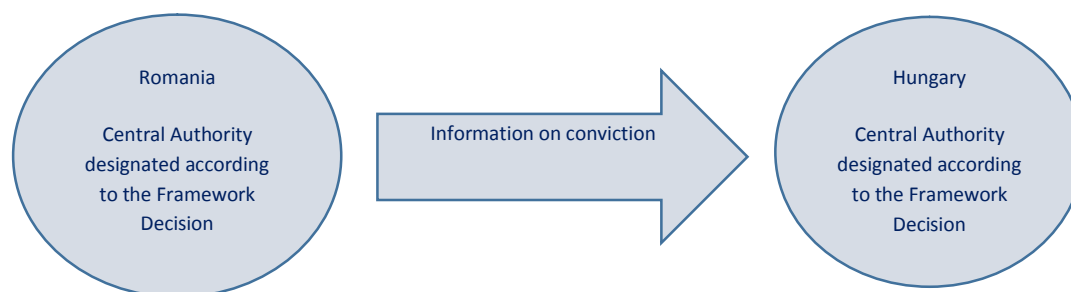 Romania
Central Authority
designated according
to the Framework
Decision
Information on conviction
Hungary
Central Authority
designated according
to the Framework
Decision